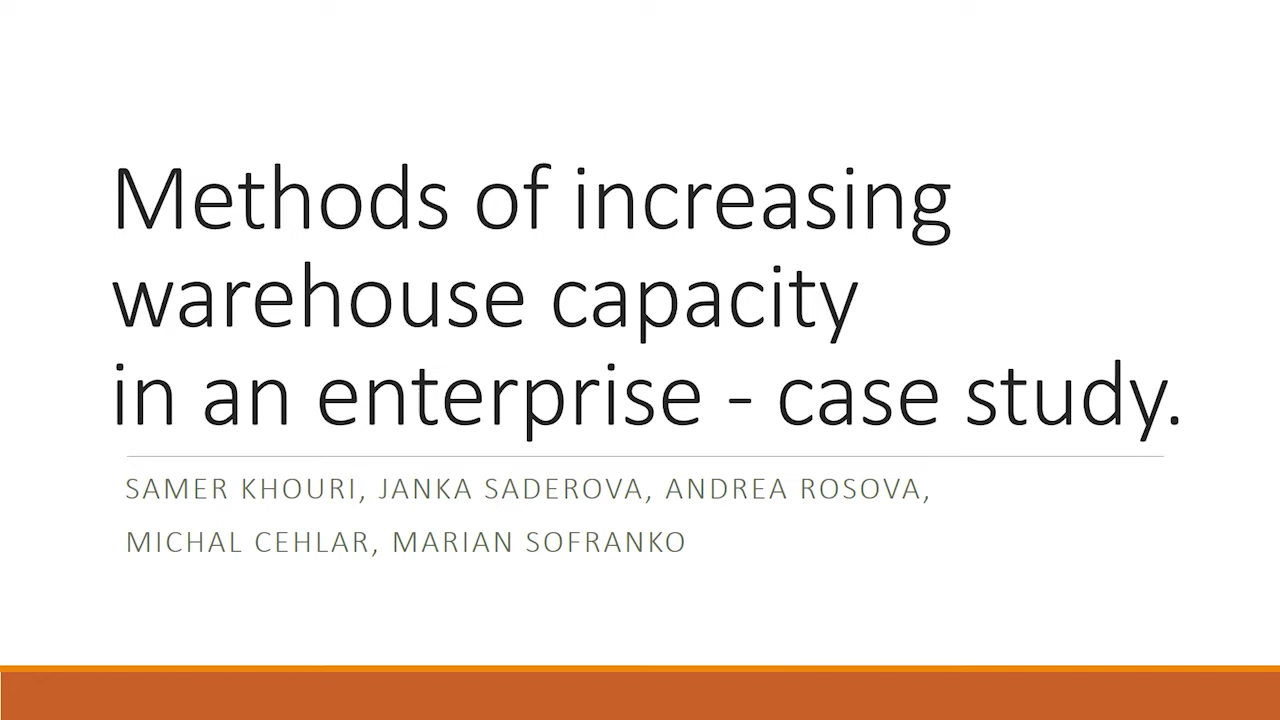 Methods of increasing
warehouse capacity
in an enterprise - case study.
SAMER KHOURI, JANKA SADEROVA, ANDREA ROSOVA,
MICHAL CEHLAR, MARIAN SOFRANKO